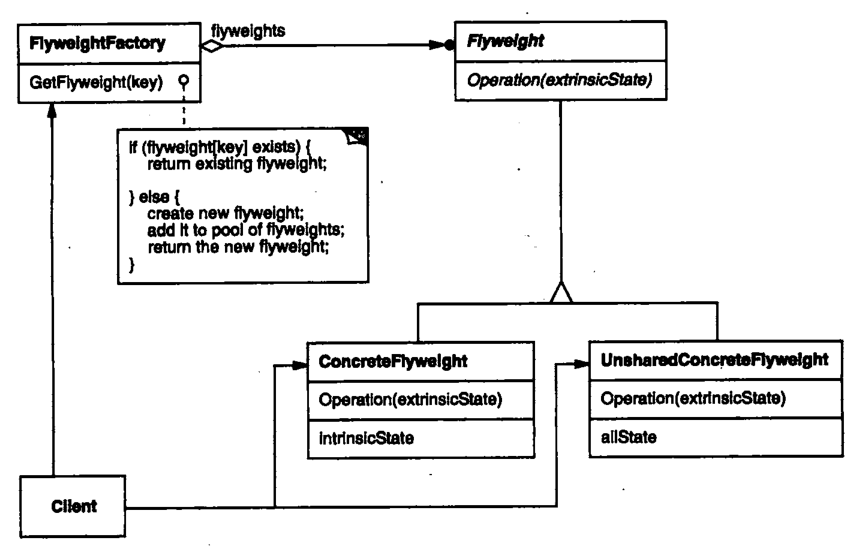 flyweights
FlyweightFactory
Flyweight
GetFlyweight(key)
Operation(extrinsicState)
if (flyweight[key] exists) {
return existing flyweight;
} else {
create new flyweight;
add it to pool of flyweights;
return the new flyweight;
}
ConcreteFlyweight
UnsharedConcreteFlyweight
Operation(extrinsicState)
Operation(extrinsicState)
intrinsicState
allState
Client